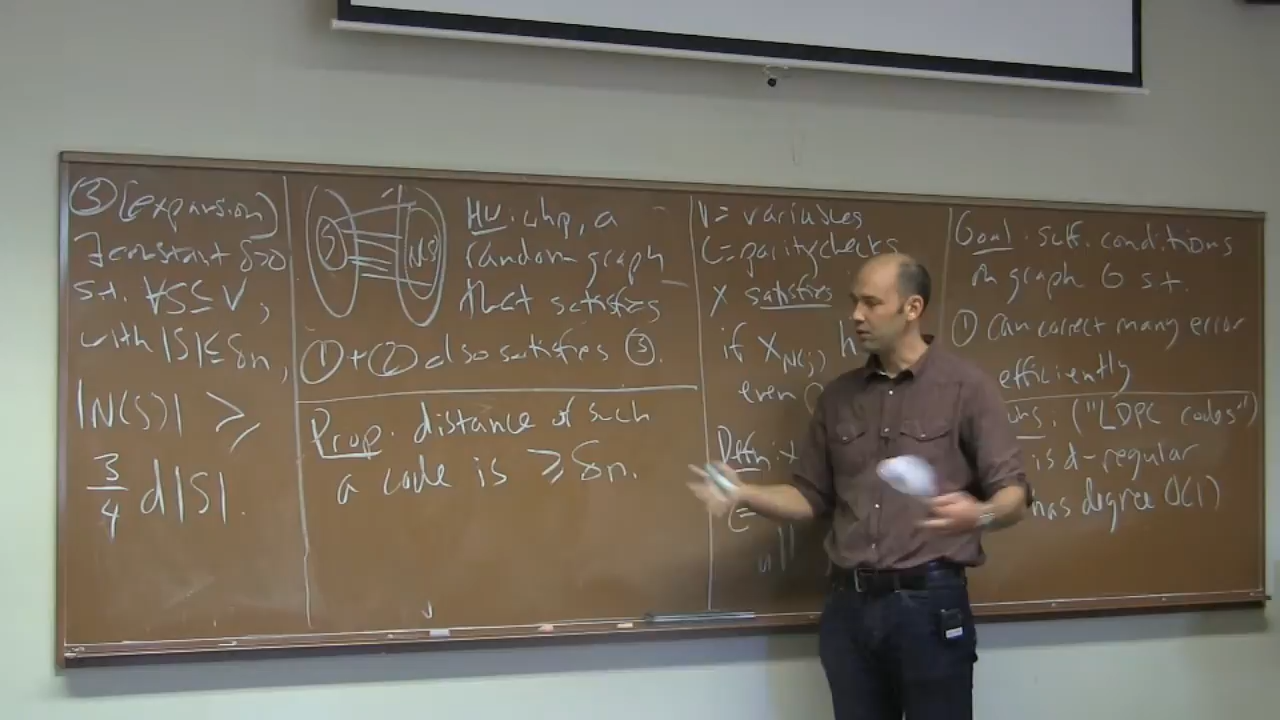 ③ (expansion)
∃ constant δ>0
s.t. ∀S⊆V,
with |S|≤δn,
|N(S)| ≥
3/4 d|S|.
S N(S)
HW: whp, a
random graph
that satisfies
①+② also satisfies ③.
Prop. distance of such
a code is ≥ δn.
V = variables
C = parity checks
X satisfies
if X_N(j)
even
Defn: X
Goal: suff. conditions
on graph G s.t.
① Can correct many error
efficiently
("LDPC codes")
is d-regular
has degree O(1)